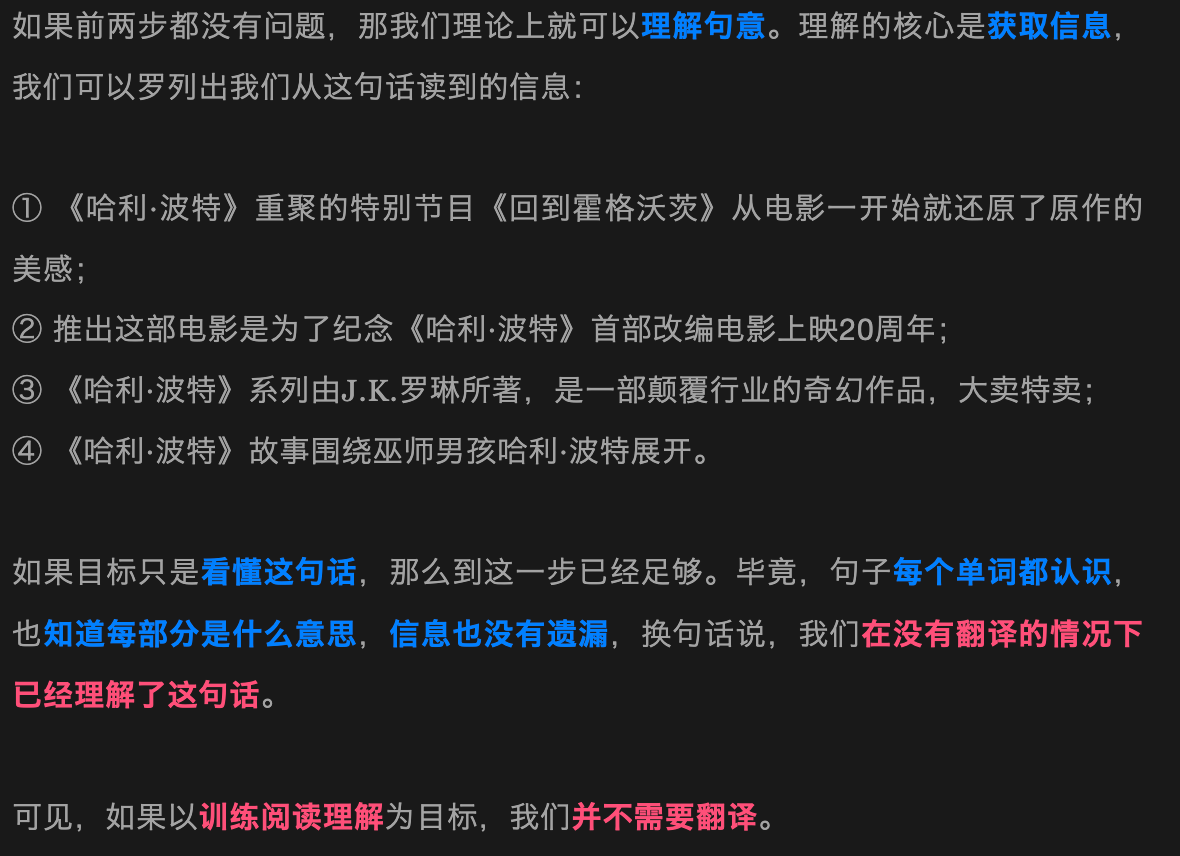 如果前两步都没有问题，那我们理论上就可以理解句意。理解的核心是获取信息，
我们可以罗列出我们从这句话读到的信息：
① 《哈利·波特》重聚的特别节目《回到霍格沃茨》从电影一开始就还原了原作的
美感；
② 推出这部电影是为了纪念《哈利·波特》首部改编电影上映20周年；
③ 《哈利·波特》系列由J.K.罗琳所著，是一部颠覆行业的奇幻作品，大卖特卖；
④ 《哈利·波特》故事围绕巫师男孩哈利·波特展开。
如果目标只是看懂这句话，那么到这一步已经足够。毕竟，句子每个单词都认识，
也知道每部分是什么意思，信息也没有遗漏，换句话说，我们在没有翻译的情况下
已经理解了这句话。
可见，如果以训练阅读理解为目标，我们并不需要翻译。